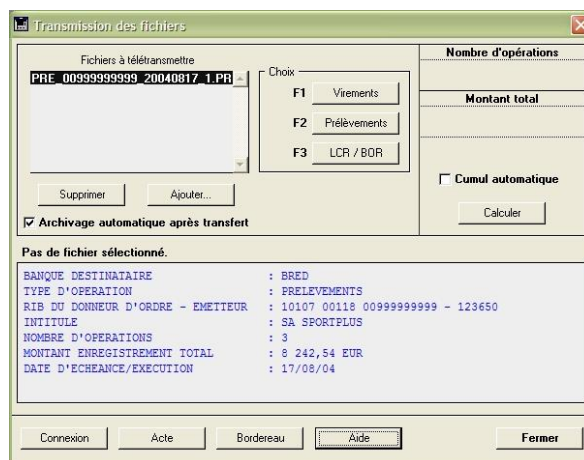 Transmission des fichiers
Fichiers à télétransmettre
PRE_00999999999_20040817_1.PR
Supprimer
Ajouter...
Archivage automatique après transfert
Choix
F1 Virements
F2 Prélèvements
F3 LCR / BOR
Nombre d'opérations
Montant total
Cumul automatique
Calculer
Pas de fichier sélectionné.
BANQUE DESTINATAIRE : BRED
TYPE D'OPERATION : PRELEVEMENTS
RIB DU DONNEUR D'ORDRE - EMETTEUR : 10107 00118 00999999999 - 123650
INTITULE : SA SPORTPLUS
NOMBRE D'OPERATIONS : 3
MONTANT ENREGISTREMENT TOTAL : 8 242,54 EUR
DATE D'ECHEANCE/EXECUTION : 17/08/04
Connexion
Acte
Bordereau
Aide
Fermer